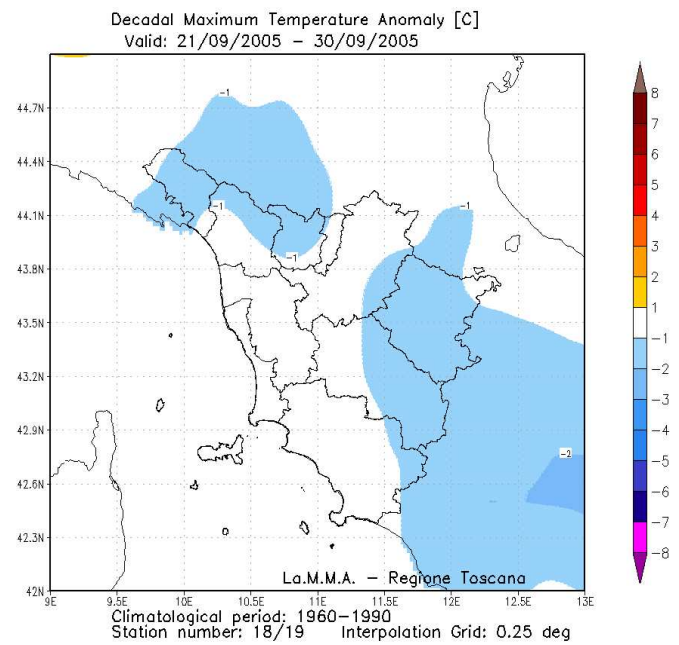 Decadal Maximum Temperature Anomaly [C]
Valid: 21/09/2005 – 30/09/2005
44.7N
44.4N
44.1N
43.8N
43.5N
43.2N
42.9N
42.6N
42.3N
42N
9E 9.5E 10E 10.5E 11E 11.5E 12E 12.5E 13E
-1
-1
-1
-1
-2
8
7
6
5
4
3
2
1
-1
-2
-3
-4
-5
-6
-7
-8
La.M.M.A. – Regione Toscana
Climatological period: 1960–1990
Station number: 18/19 Interpolation Grid: 0.25 deg